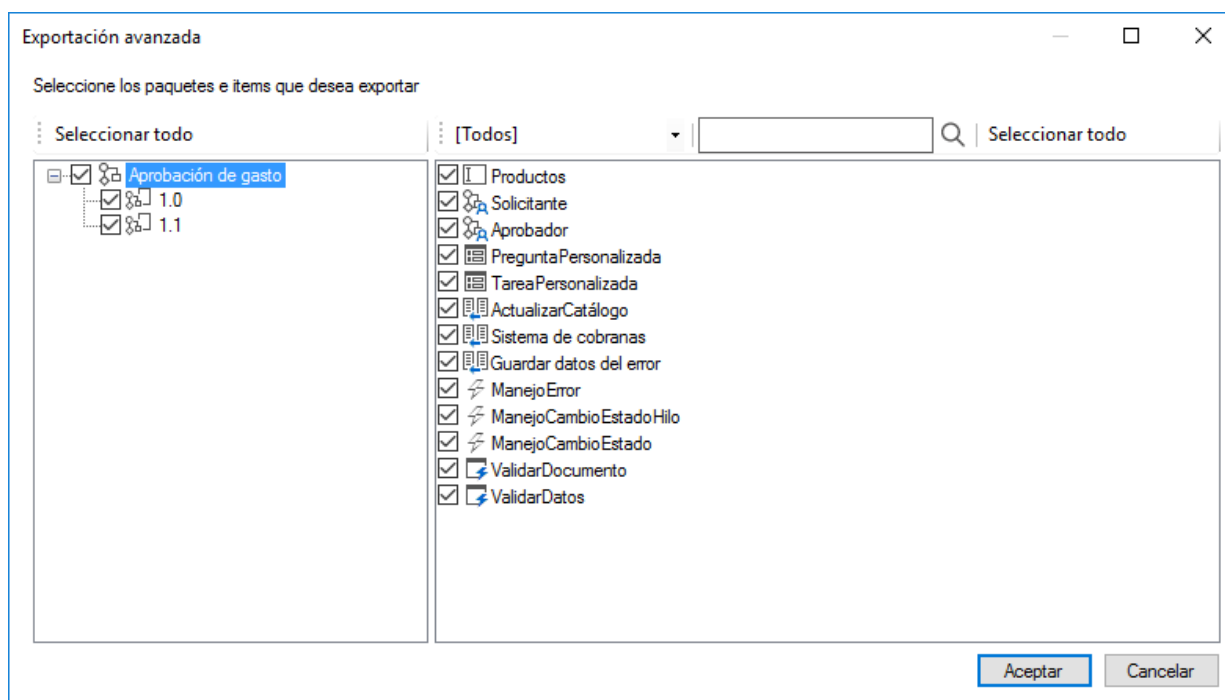 Exportación avanzada
Seleccione los paquetes e items que desea exportar
Seleccionar todo
[Todos]
Seleccionar todo
Aprobación de gasto
1.0
1.1
Productos
Solicitante
Aprobador
PreguntaPersonalizada
TareaPersonalizada
ActualizarCatálogo
Sistema de cobranas
Guardar datos del error
ManejoError
ManejoCambioEstadoHilo
ManejoCambioEstado
ValidarDocumento
ValidarDatos
Aceptar
Cancelar